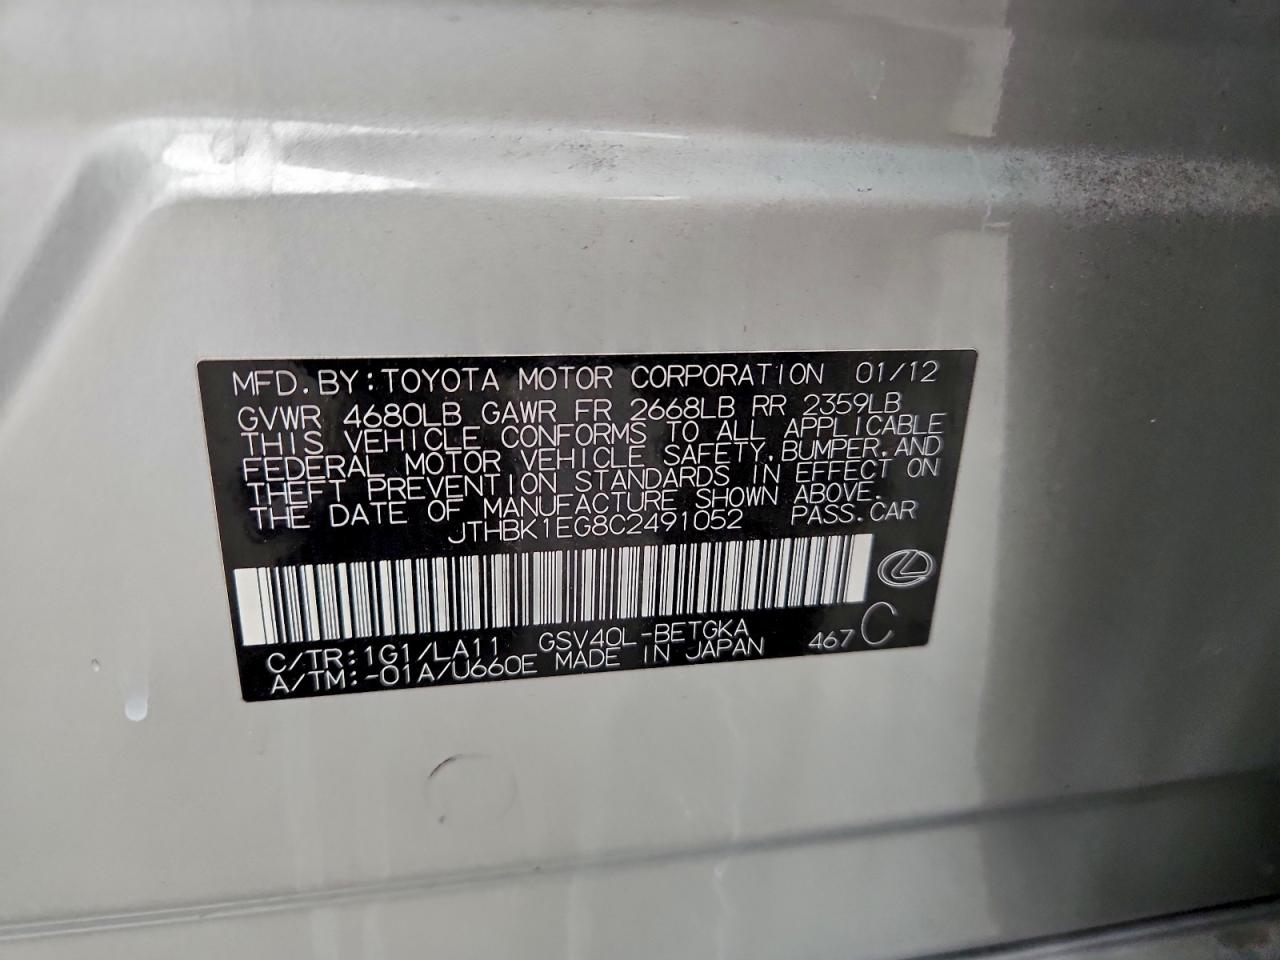 MFD. BY: TOYOTA MOTOR CORPORATION 01/12
GVWR 4680LB GAWR FR 2668LB RR 2359LB
THIS VEHICLE CONFORMS TO ALL APPLICABLE
FEDERAL MOTOR VEHICLE SAFETY, BUMPER, AND
THEFT PREVENTION STANDARDS IN EFFECT ON
THE DATE OF MANUFACTURE SHOWN ABOVE.
JTHBK1EG8C2491052 PASS. CAR
C/TR: 1G1/LA11 GSV40L-BETGKA 467 C
A/TM: -01A/U660E MADE IN JAPAN